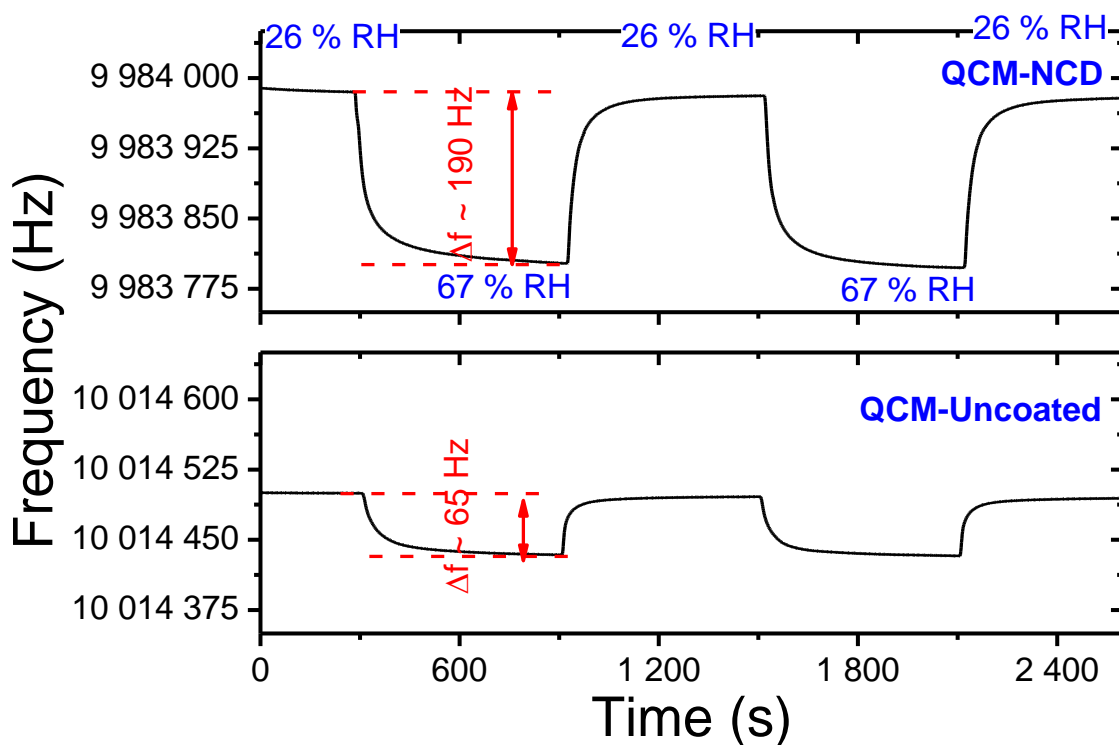 26 % RH
26 % RH
26 % RH
QCM-NCD
9 984 000
9 983 925
9 983 850
9 983 775
Δf ~ 190 Hz
67 % RH
67 % RH
Frequency (Hz)
10 014 600
10 014 525
10 014 450
10 014 375
QCM-Uncoated
Δf ~ 65 Hz
0
600
1 200
1 800
2 400
Time (s)